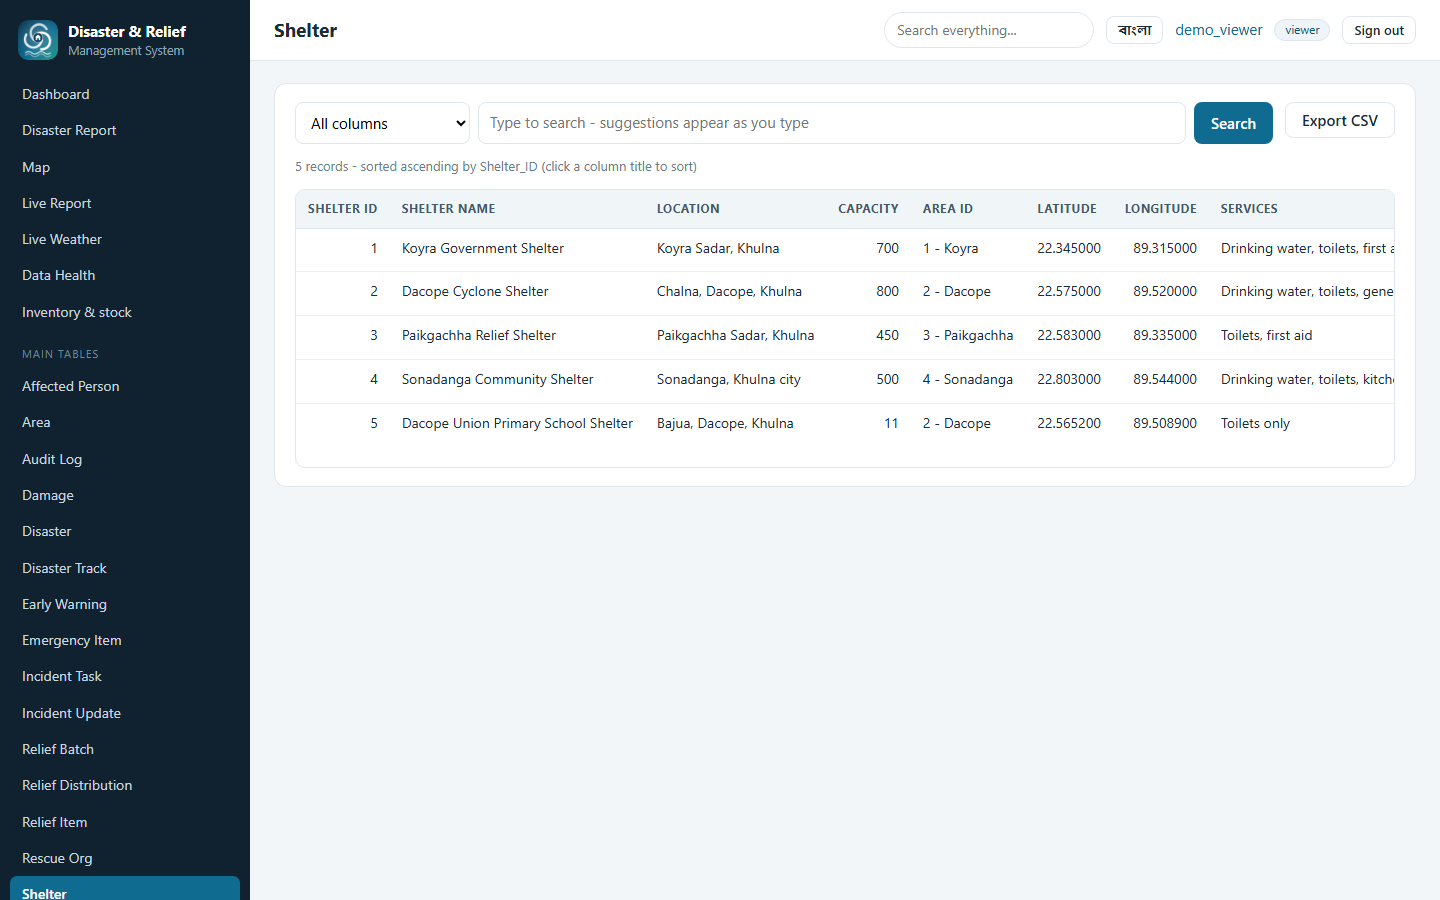 Disaster & Relief
Management System
Dashboard
Disaster Report
Map
Live Report
Live Weather
Data Health
Inventory & stock
MAIN TABLES
Affected Person
Area
Audit Log
Damage
Disaster
Disaster Track
Early Warning
Emergency Item
Incident Task
Incident Update
Relief Batch
Relief Distribution
Relief Item
Rescue Org
Shelter
Shelter
Search everything...
বাংলা
demo_viewer
viewer
Sign out
All columns
Type to search - suggestions appear as you type
Search
Export CSV
5 records - sorted ascending by Shelter_ID (click a column title to sort)
SHELTER ID SHELTER NAME LOCATION CAPACITY AREA ID LATITUDE LONGITUDE SERVICES
1 Koyra Government Shelter Koyra Sadar, Khulna 700 1 - Koyra 22.345000 89.315000 Drinking water, toilets, first
2 Dacope Cyclone Shelter Chalna, Dacope, Khulna 800 2 - Dacope 22.575000 89.520000 Drinking water, toilets, gene
3 Paikgachha Relief Shelter Paikgachha Sadar, Khulna 450 3 - Paikgachha 22.583000 89.335000 Toilets, first aid
4 Sonadanga Community Shelter Sonadanga, Khulna city 500 4 - Sonadanga 22.803000 89.544000 Drinking water, toilets, kitch
5 Dacope Union Primary School Shelter Bajua, Dacope, Khulna 11 2 - Dacope 22.565200 89.508900 Toilets only